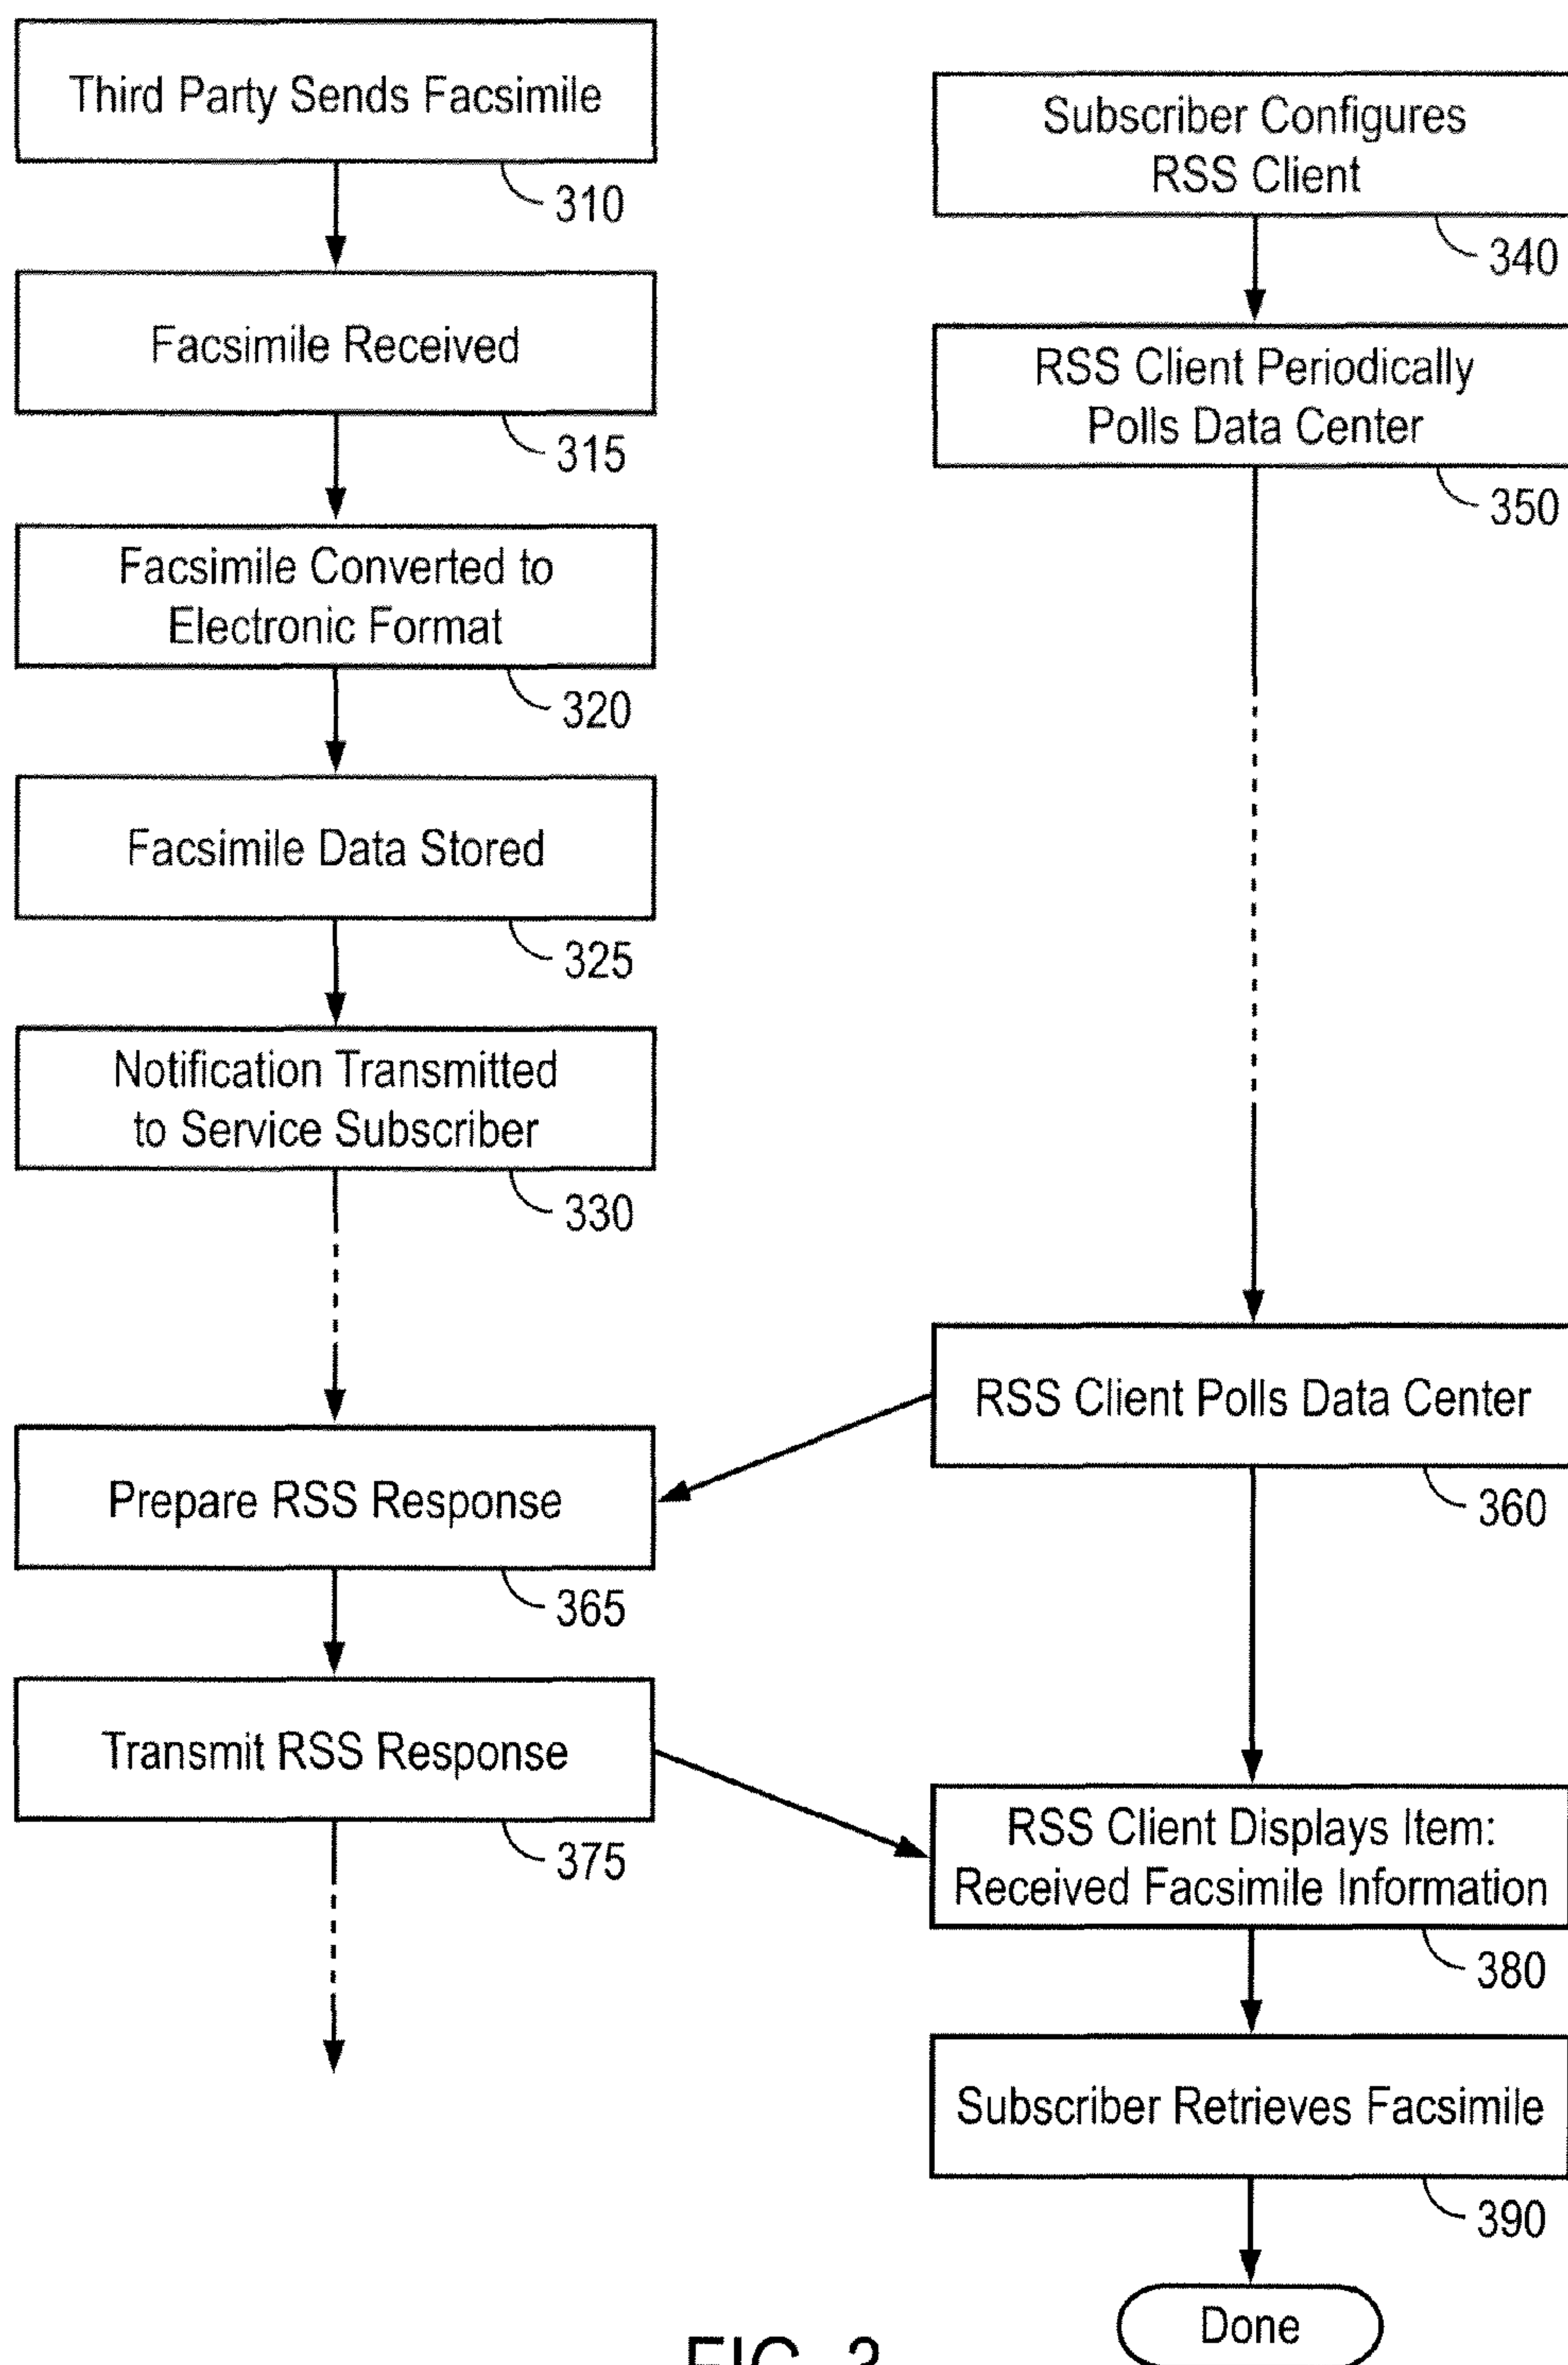 Third Party Sends Facsimile
310
Facsimile Received
315
Facsimile Converted to
Electronic Format
320
Facsimile Data Stored
325
Notification Transmitted
to Service Subscriber
330
Prepare RSS Response
365
Transmit RSS Response
375
Subscriber Configures
RSS Client
340
RSS Client Periodically
Polls Data Center
350
RSS Client Polls Data Center
360
RSS Client Displays Item:
Received Facsimile Information
380
Subscriber Retrieves Facsimile
390
Done
FIG. 3